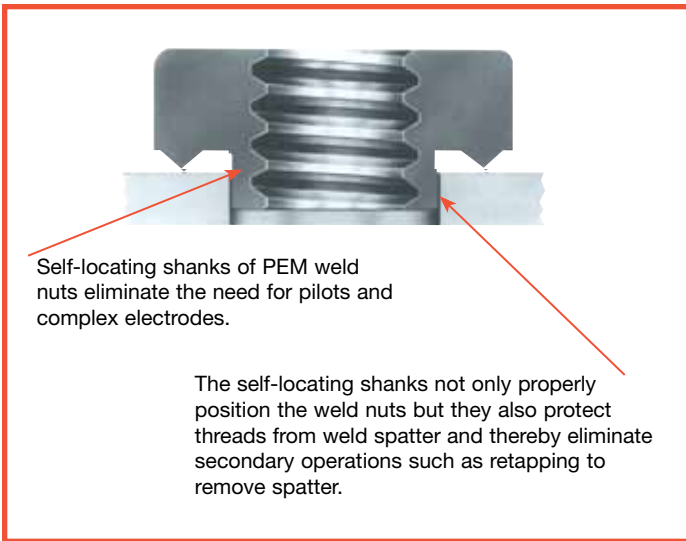 Self-locating shanks of PEM weld
nuts eliminate the need for pilots and
complex electrodes.
The self-locating shanks not only properly
position the weld nuts but they also protect
threads from weld spatter and thereby eliminate
secondary operations such as retapping to
remove spatter.